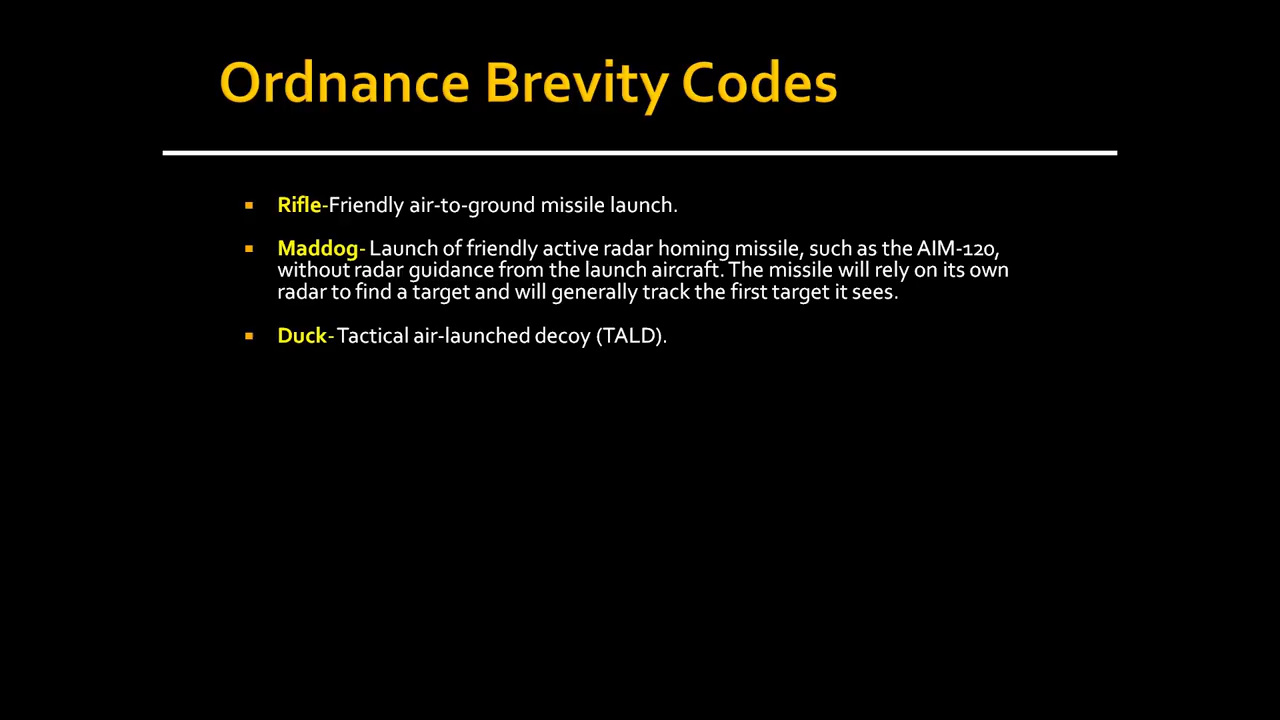 Ordnance Brevity Codes
Rifle-Friendly air-to-ground missile launch.
Maddog- Launch of friendly active radar homing missile, such as the AIM-120,
without radar guidance from the launch aircraft. The missile will rely on its own
radar to find a target and will generally track the first target it sees.
Duck- Tactical air-launched decoy (TALD).